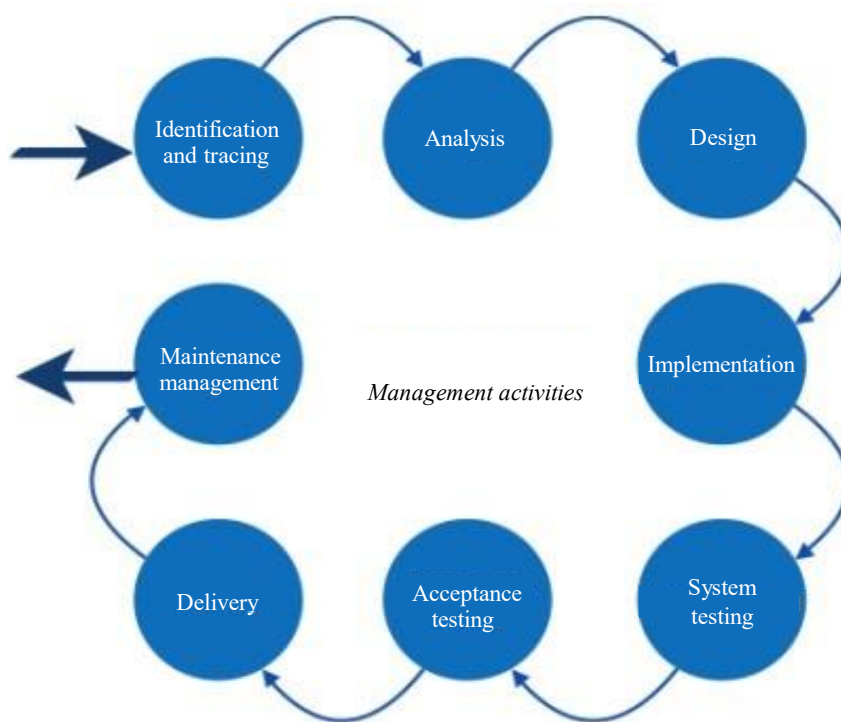 Identification
and tracing
Analysis
Design
Implementation
System
testing
Acceptance
testing
Delivery
Maintenance
management
Management activities